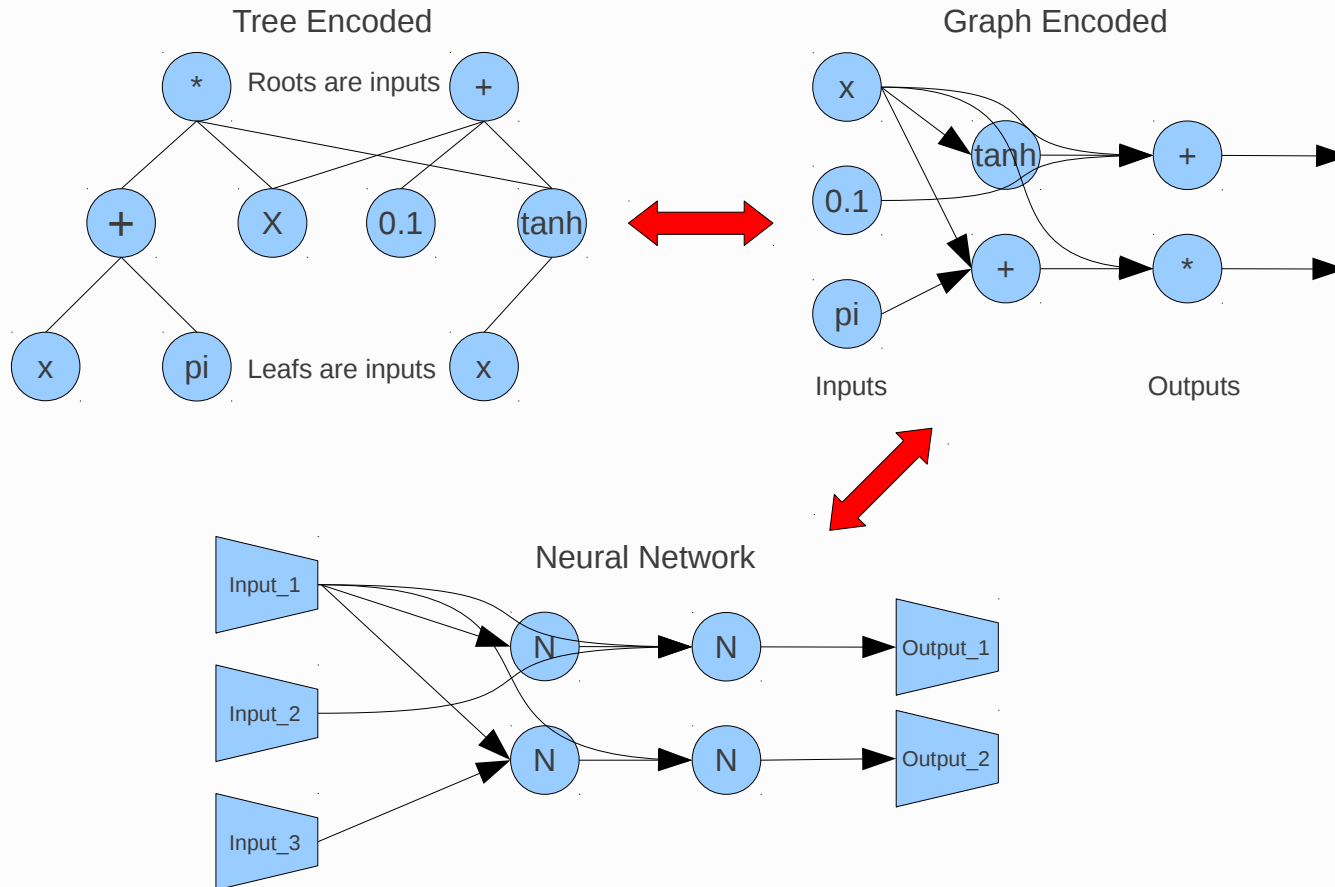 Tree Encoded
* Roots are inputs +
+ X 0.1 tanh
x pi Leafs are inputs x
Graph Encoded
x
tanh +
0.1
+ *
pi
Inputs Outputs
Neural Network
Input_1
N N Output_1
Input_2
N N Output_2
Input_3